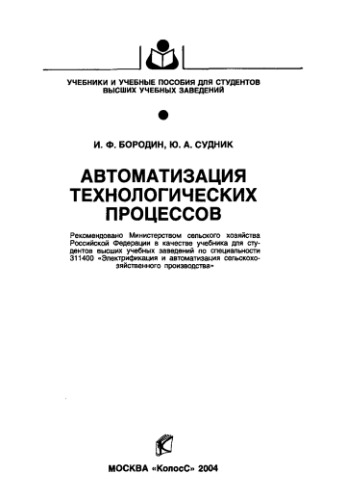 УЧЕБНИКИ И УЧЕБНЫЕ ПОСОБИЯ ДЛЯ СТУДЕНТОВ
ВЫСШИХ УЧЕБНЫХ ЗАВЕДЕНИЙ
И. Ф. БОРОДИН, Ю. А. СУДНИК
АВТОМАТИЗАЦИЯ
ТЕХНОЛОГИЧЕСКИХ
ПРОЦЕССОВ
Рекомендовано Министерством сельского хозяйства
Российской Федерации в качестве учебника для сту-
дентов высших учебных заведений по специальности
311400 «Электрификация и автоматизация сельскохо-
зяйственного производства»
МОСКВА «КолосС» 2004